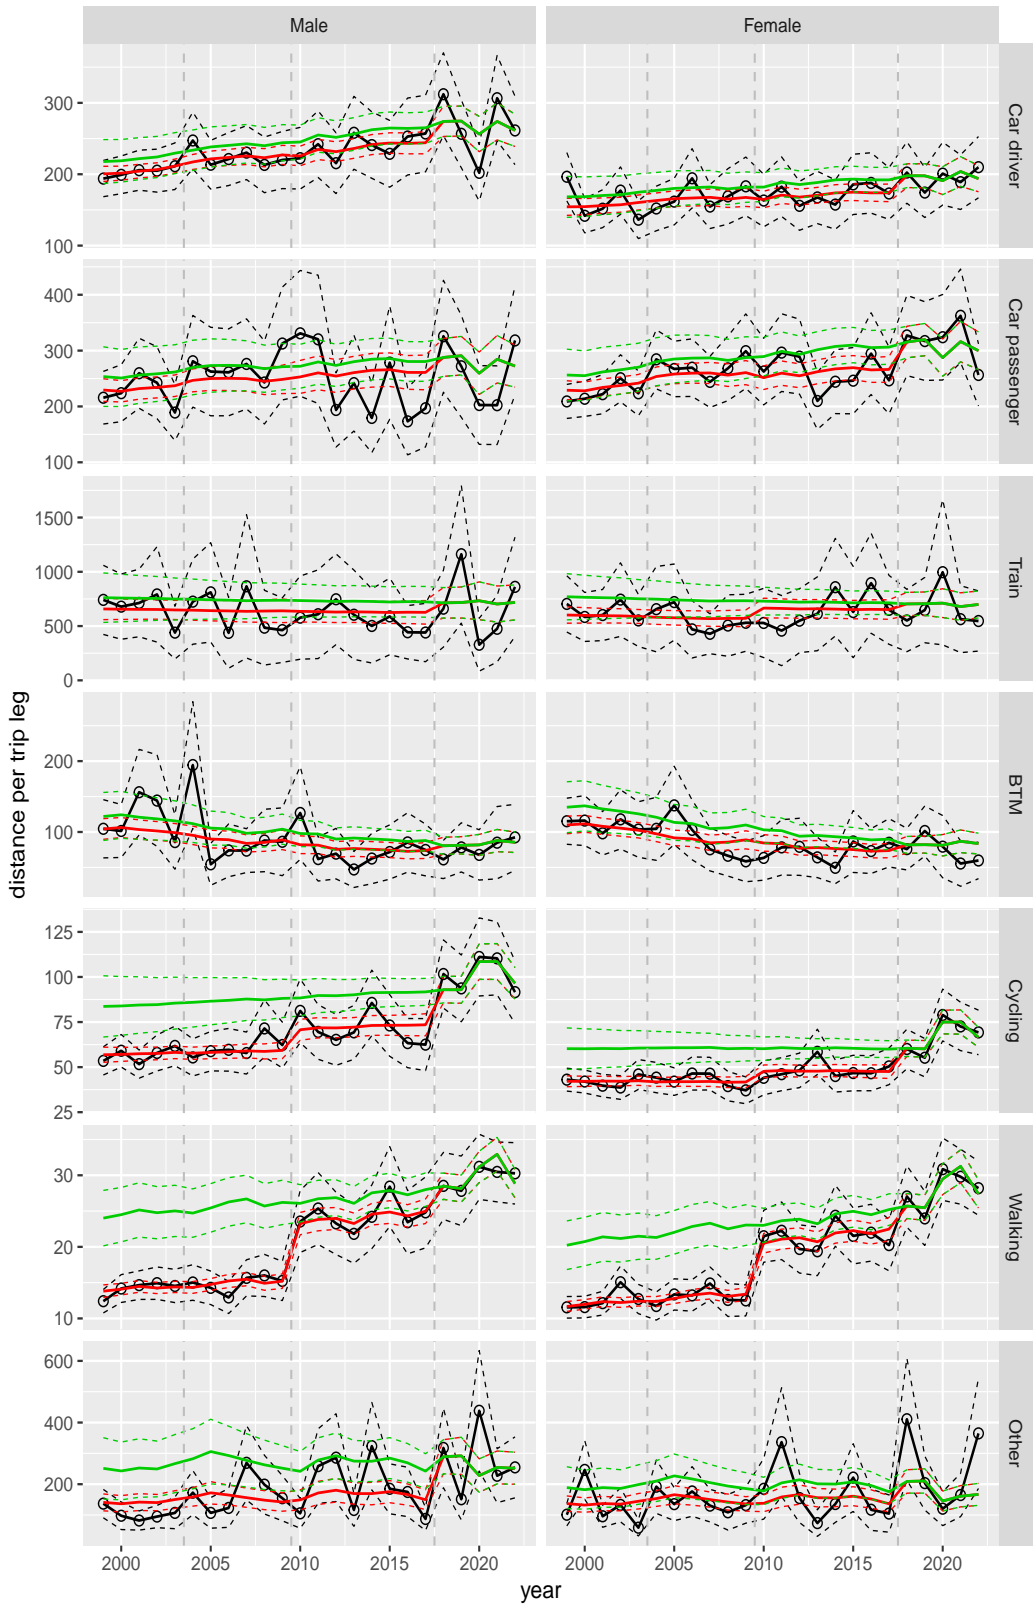 Male Female
300
200
100
Car driver
400
300
200
100
Car passenger
1500
1000
500
0
Train
200
100
BTM
125
100
75
50
25
Cycling
30
20
10
Walking
600
400
200
Other
2000 2005 2010 2015 2020 2000 2005 2010 2015 2020
year
distance per trip leg